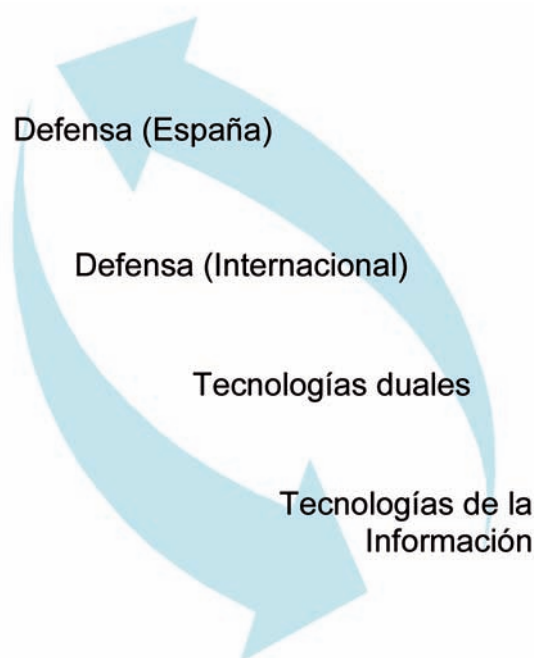 Defensa (España)
Defensa (Internacional)
Tecnologías duales
Tecnologías de la
Información